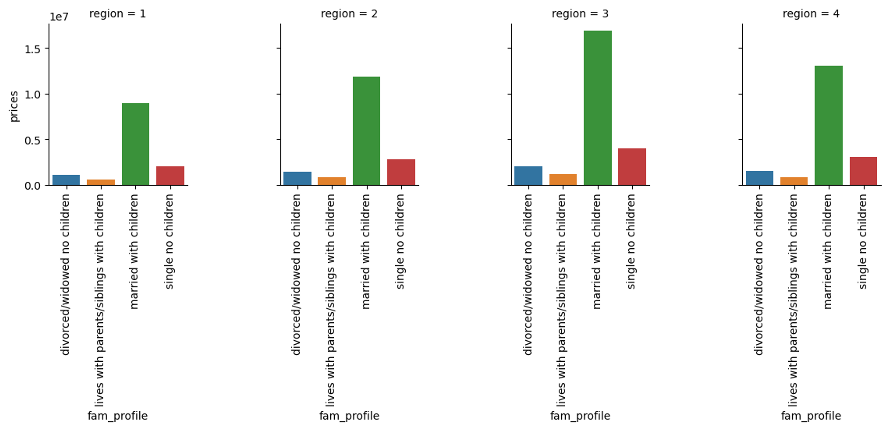 region = 1
region = 2
region = 3
region = 4
1e7
1.5
1.0
0.5
0.0
prices
divorced/widowed no children
lives with parents/siblings with children
married with children
single no children
divorced/widowed no children
lives with parents/siblings with children
married with children
single no children
divorced/widowed no children
lives with parents/siblings with children
married with children
single no children
divorced/widowed no children
lives with parents/siblings with children
married with children
single no children
fam_profile
fam_profile
fam_profile
fam_profile